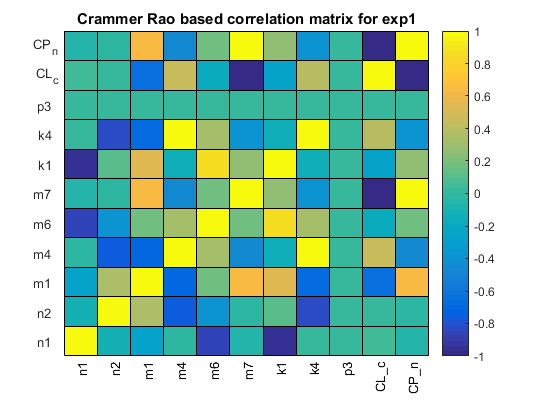 Crammer Rao based correlation matrix for exp1
CP_n
CL_c
p3
k4
k1
m7
m6
m4
m1
n2
n1
n1 n2 m1 m4 m6 m7 k1 k4 p3 CL_c CP_n
1
0.8
0.6
0.4
0.2
0
-0.2
-0.4
-0.6
-0.8
-1